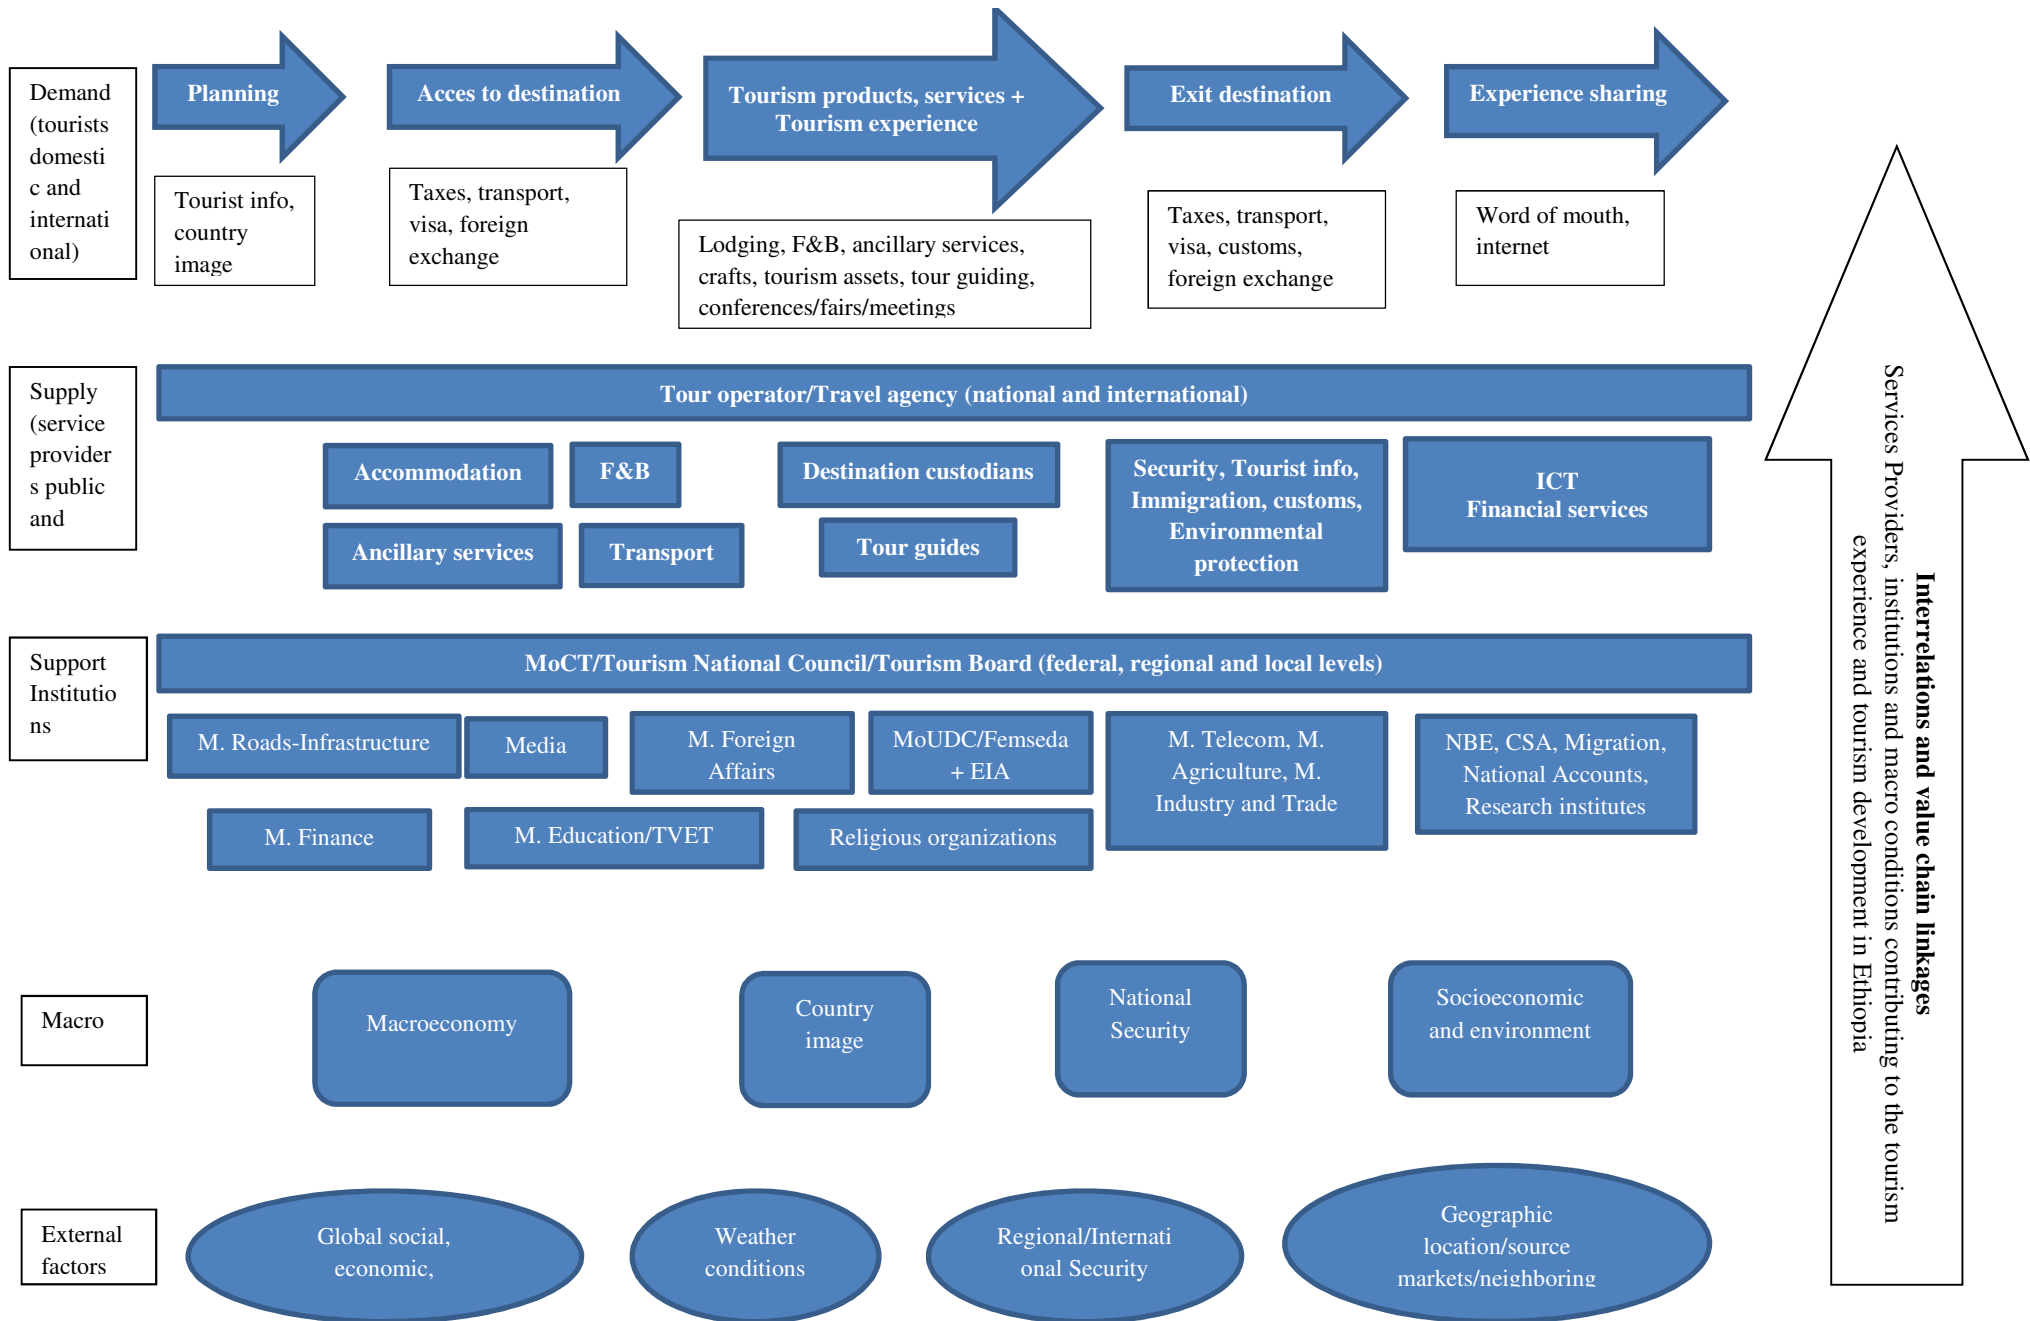 Demand
(tourists
domesti
c and
internati
onal)
Planning
Acces to destination
Tourism products, services +
Tourism experience
Exit destination
Experience sharing
Tourist info,
country
image
Taxes, transport,
visa, foreign
exchange
Lodging, F&B, ancillary services,
crafts, tourism assets, tour guiding,
conferences/fairs/meetings
Taxes, transport,
visa, customs,
foreign exchange
Word of mouth,
internet
Supply
(service
provider
s public
and
Tour operator/Travel agency (national and international)
Accommodation
F&B
Destination custodians
Security, Tourist info,
Immigration, customs,
Environmental
protection
ICT
Financial services
Ancillary services
Transport
Tour guides
Support
Institutio
ns
MoCT/Tourism National Council/Tourism Board (federal, regional and local levels)
M. Roads-Infrastructure
Media
M. Foreign
Affairs
MoUDC/Femseda
+ EIA
M. Telecom, M.
Agriculture, M.
Industry and Trade
NBE, CSA, Migration,
National Accounts,
Research institutes
M. Finance
M. Education/TVET
Religious organizations
Macro
Macroeconomy
Country
image
National
Security
Socioeconomic
and environment
External
factors
Global social,
economic,
Weather
conditions
Regional/Internati
onal Security
Geographic
location/source
markets/neighboring
Interrelations and value chain linkages
Services Providers, institutions and macro conditions contributing to the tourism
experience and tourism development in Ethiopia